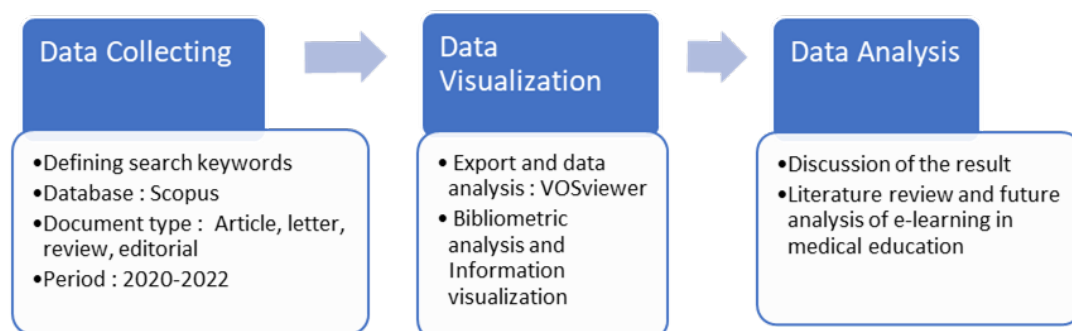 Data Collecting
•Defining search keywords
•Database : Scopus
•Document type :  Article, letter,
review, editorial
•Period : 2020-2022
Data
Visualization
• Export and data
analysis : VOSviewer
• Bibliometric
analysis and
Information
visualization
Data Analysis
•Discussion of the result
•Literature review and future
analysis of e-learning in
medical education